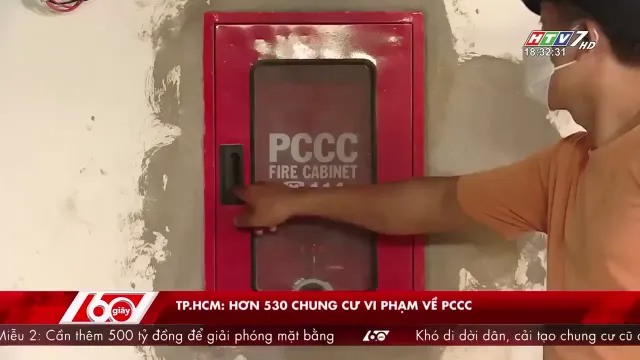 HTV7 HD
18:32:31
PCCC
FIRE CABINET
114
60 giây
TP.HCM: HƠN 530 CHUNG CƯ VI PHẠM VỀ PCCC
Miễu 2: Cần thêm 500 tỷ đồng để giải phóng mặt bằng 60 Khó di dời dân, cải tạo chung cư cũ